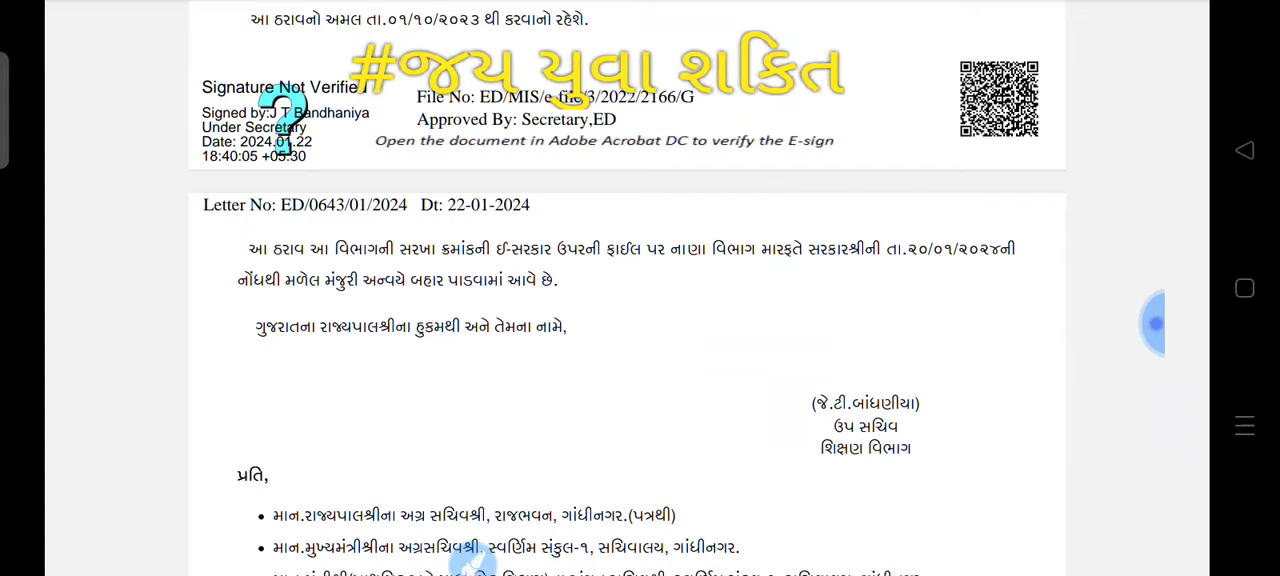 આ ઠરાવનો અમલ તા.૦૧/૧૦/૨૦૨૩ થી કરવાનો રહેશે.
#જય યુવા શકિત
Signature Not Verified
Signed by:J T Bandhaniya
Under Secretary
Date: 2024.01.22
18:40:05 +05:30
File No: ED/MIS/e-file/3/2022/2166/G
Approved By: Secretary,ED
Open the document in Adobe Acrobat DC to verify the E-sign
Letter No: ED/0643/01/2024 Dt: 22-01-2024
આ ઠરાવ આ વિભાગની સરખા ક્રમાંકની ઈ-સરકાર ઉપરની ફાઈલ પર નાણા વિભાગ મારફતે સરકારશ્રીની તા.૨૦/૦૧/૨૦૨૪ની
નોંધથી મળેલ મંજુરી અન્વયે બહાર પાડવામાં આવે છે.
ગુજરાતના રાજ્યપાલશ્રીના હુકમથી અને તેમના નામે,
(જે.ટી.બાંધણીયા)
ઉપ સચિવ
શિક્ષણ વિભાગ
પ્રતિ,
• માન.રાજ્યપાલશ્રીના અગ્ર સચિવશ્રી, રાજભવન, ગાંધીનગર.(પત્રથી)
• માન.મુખ્યમંત્રીશ્રીના અગ્રસચિવશ્રી, સ્વર્ણિમ સંકુલ-૧, સચિવાલય, ગાંધીનગર.